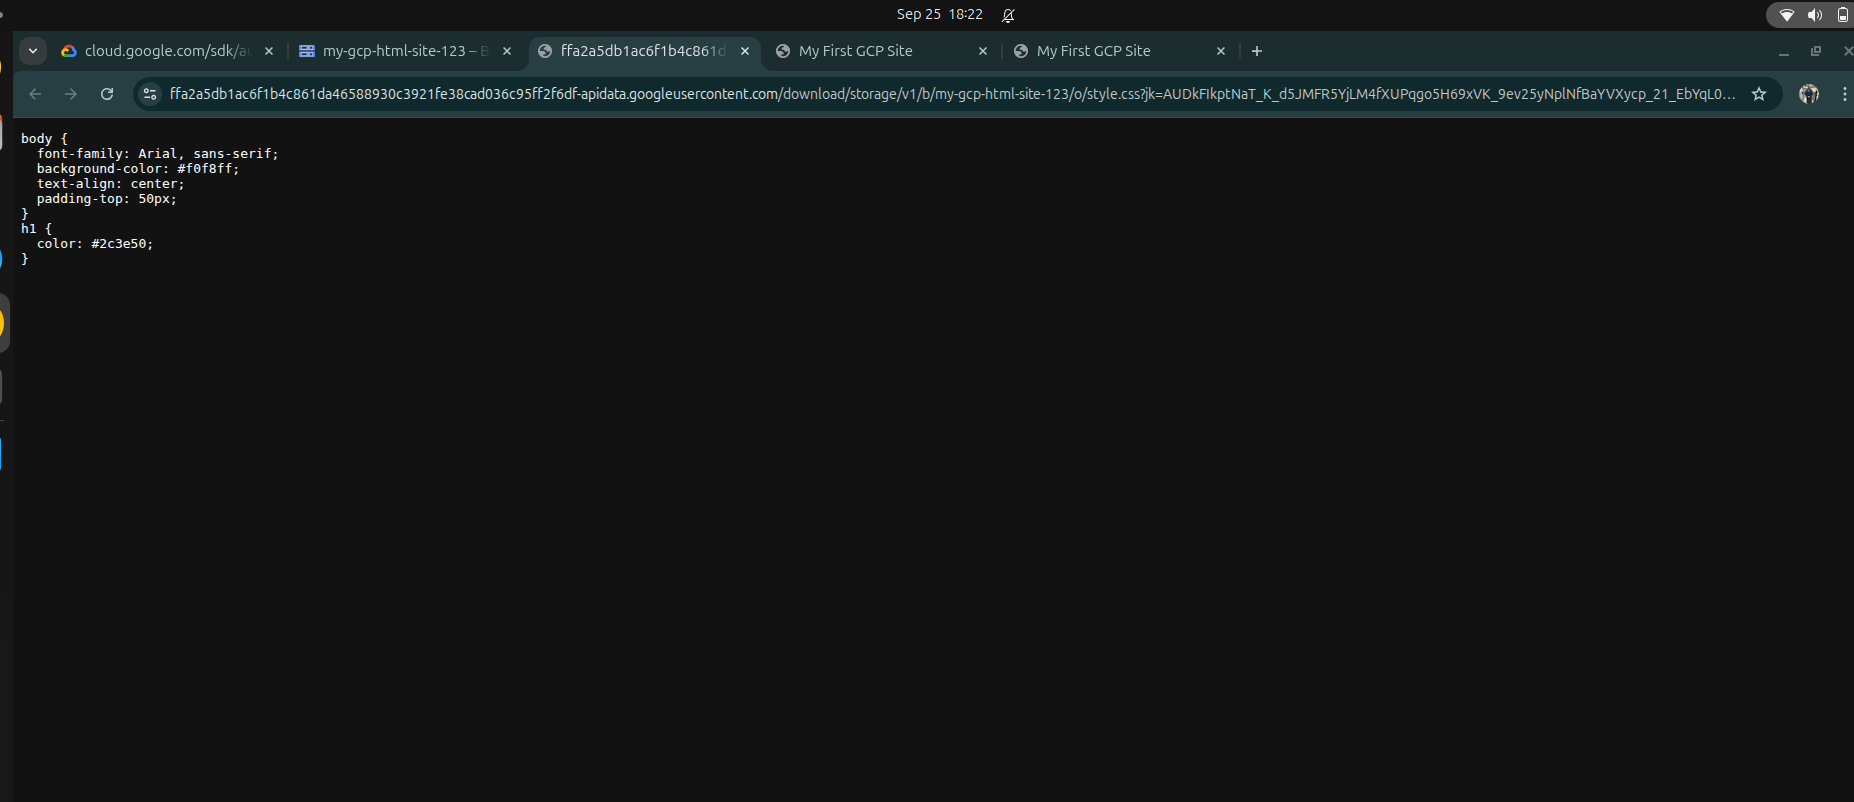 Sep 25 18:22
cloud.google.com/sdk/au
my-gcp-html-site-123 – B
ffa2a5db1ac6f1b4c861d
My First GCP Site
My First GCP Site
ffa2a5db1ac6f1b4c861da46588930c3921fe38cad036c95ff2f6df-apidata.googleusercontent.com/download/storage/v1/b/my-gcp-html-site-123/o/style.css?jk=AUDkFIkptNaT_K_d5JMFR5YjLM4fXUPqgo5H69xVK_9ev25yNplNfBaYVXycp_21_EbYqL0...
body {
  font-family: Arial, sans-serif;
  background-color: #f0f8ff;
  text-align: center;
  padding-top: 50px;
}
h1 {
  color: #2c3e50;
}